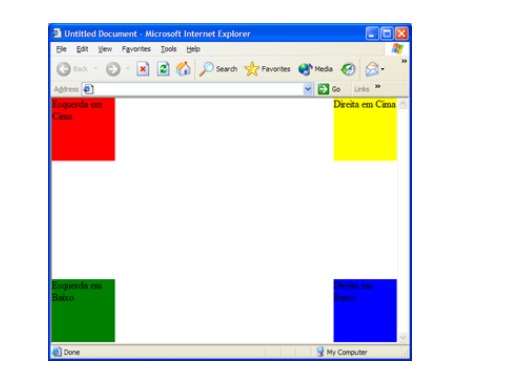 Untitled Document - Microsoft Internet Explorer
File Edit View Favorites Tools Help
Back Search Favorites Media
Address Go Links
Esquerda em
Cima
Direita em Cima
Esquerda em
Baixo
Direita em
Baixo
Done My Computer